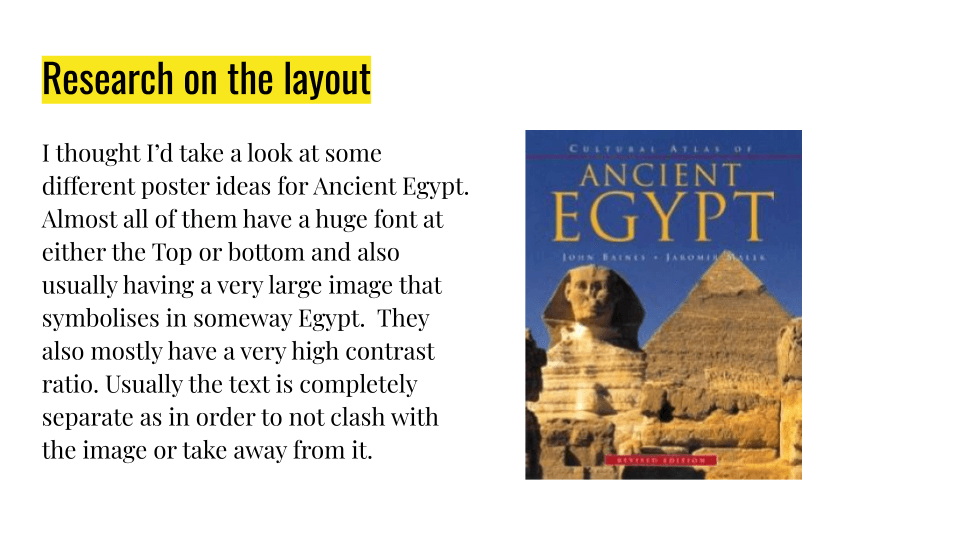 Research on the layout
I thought I’d take a look at some
different poster ideas for Ancient Egypt.
Almost all of them have a huge font at
either the Top or bottom and also
usually having a very large image that
symbolises in someway Egypt.  They
also mostly have a very high contrast
ratio. Usually the text is completely
separate as in order to not clash with
the image or take away from it.
CULTURAL ATLAS OF
ANCIENT
EGYPT
JOHN BAINES • JAROMIR MALEK
REVISED EDITION